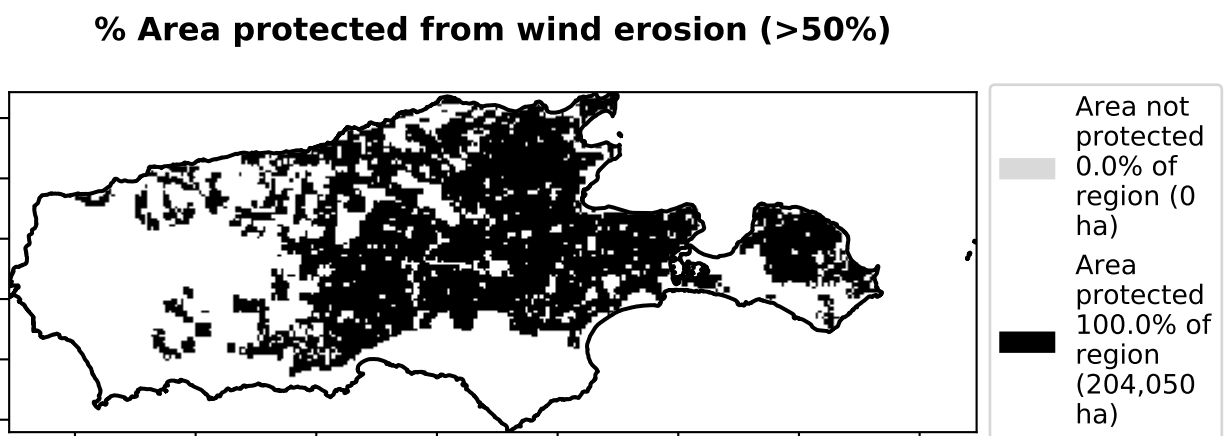 % Area protected from wind erosion (>50%)
Area not
protected
0.0% of
region (0
ha)
Area
protected
100.0% of
region
(204,050
ha)